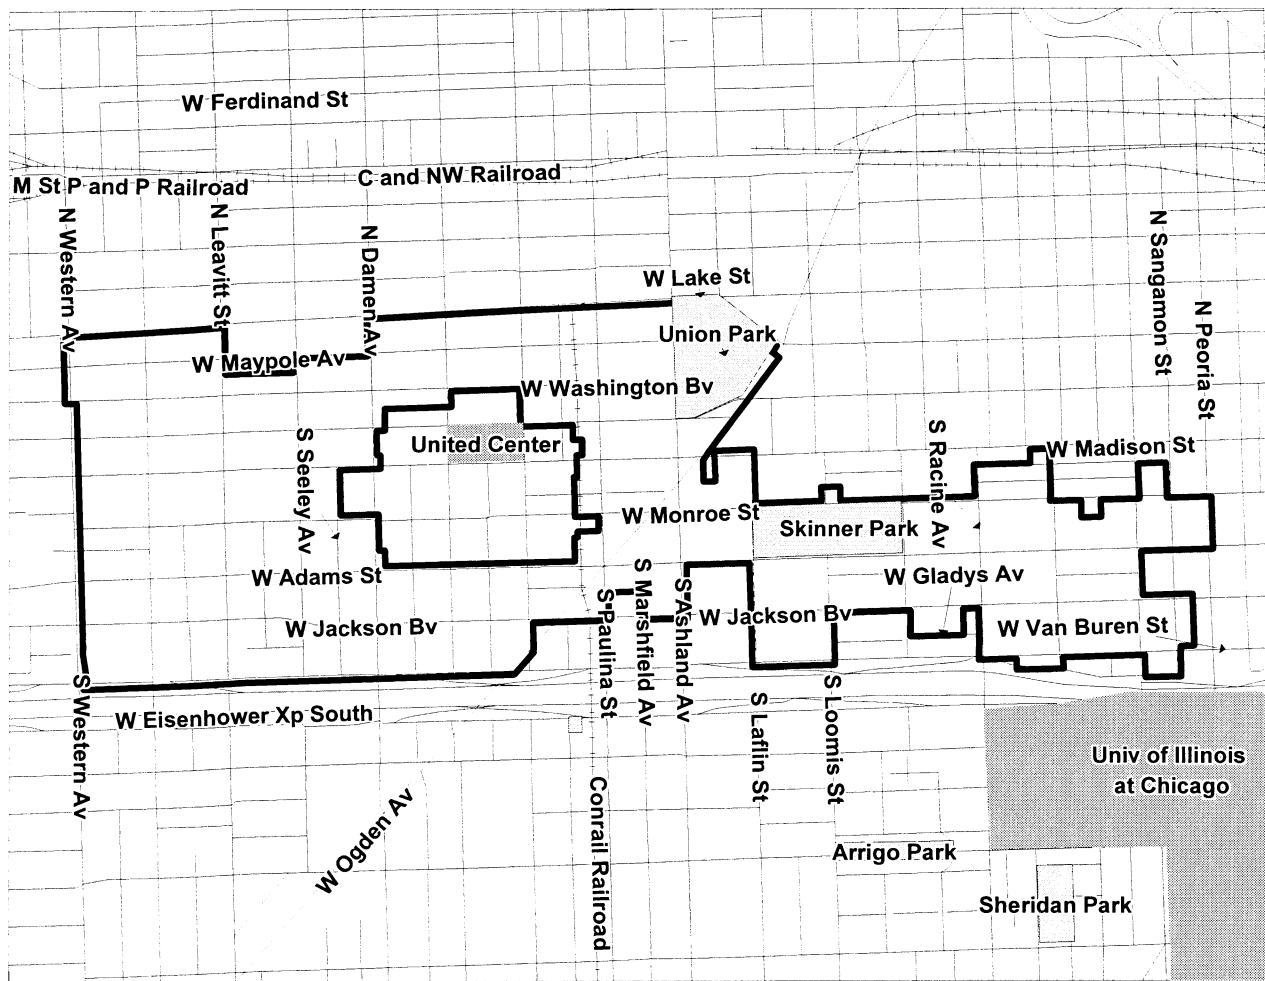 W Ferdinand St
C and NW Railroad
M St P and P Railroad
N Western Av
N Leavitt St
N Damen Av
N Sangamon St
N Peoria St
W Lake St
Union Park
W Maypole Av
W Washington Bv
United Center
S Seeley Av
S Racine Av
W Madison St
W Monroe St
Skinner Park
W Adams St
W Gladys Av
W Jackson Bv
W Jackson Bv
W Van Buren St
S Paulina St
S Marshfield Av
S Ashland Av
S Western Av
W Eisenhower Xp South
S Laflin St
S Loomis St
Univ of Illinois
at Chicago
W Ogden Av
Conrail Railroad
Arrigo Park
Sheridan Park